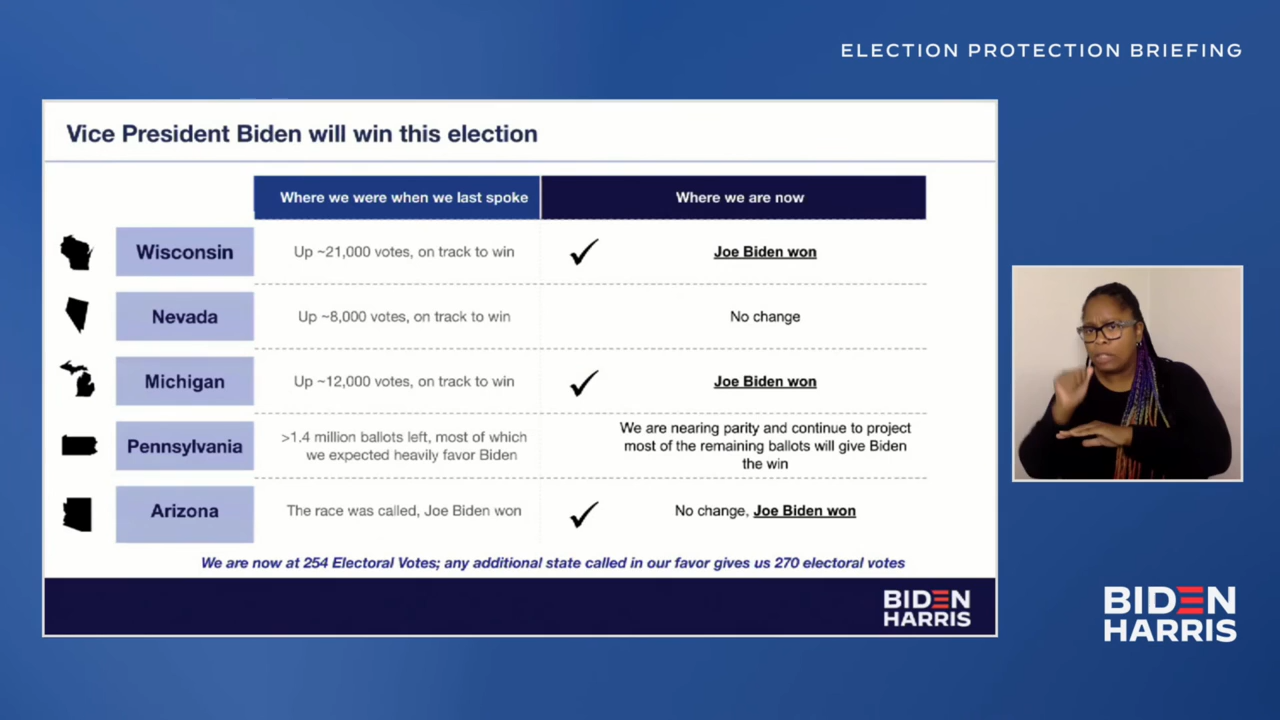 ELECTION PROTECTION BRIEFING
Vice President Biden will win this election
Where we were when we last spoke
Where we are now
Wisconsin
Up ~21,000 votes, on track to win
Joe Biden won
Nevada
Up ~8,000 votes, on track to win
No change
Michigan
Up ~12,000 votes, on track to win
Joe Biden won
Pennsylvania
>1.4 million ballots left, most of which
we expected heavily favor Biden
We are nearing parity and continue to project
most of the remaining ballots will give Biden
the win
Arizona
The race was called, Joe Biden won
No change, Joe Biden won
We are now at 254 Electoral Votes; any additional state called in our favor gives us 270 electoral votes
BIDEN
HARRIS
BIDEN
HARRIS